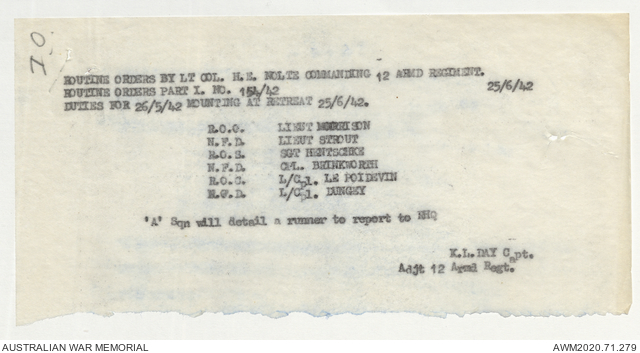 I O
ROUTINE ORDERS BY LT COL. H.E. NOLTE COMMANDING 12 ARMD REGIMENT.
ROUTINE ORDERS PART I. NO. 154/42 25/6/42
DUTIES FOR 26/5/42 MOUNTING AT RETREAT 25/6/42.
R.O.O. LIEUT MORRISON
N.F.D. LIEUT STROUT
R.O.S. SGT HENTSCHKE
N.F.D. CPL. BRINKWORTH
R.O.C. L/Cpl. LE POIDEVIN
N.F.D. L/Cpl. DUNGEY
'A' Sqn will detail a runner to report to RHQ
K.L. DAY Capt.
Adjt 12 Armd Regt.
AUSTRALIAN WAR MEMORIAL AWM2020.71.279